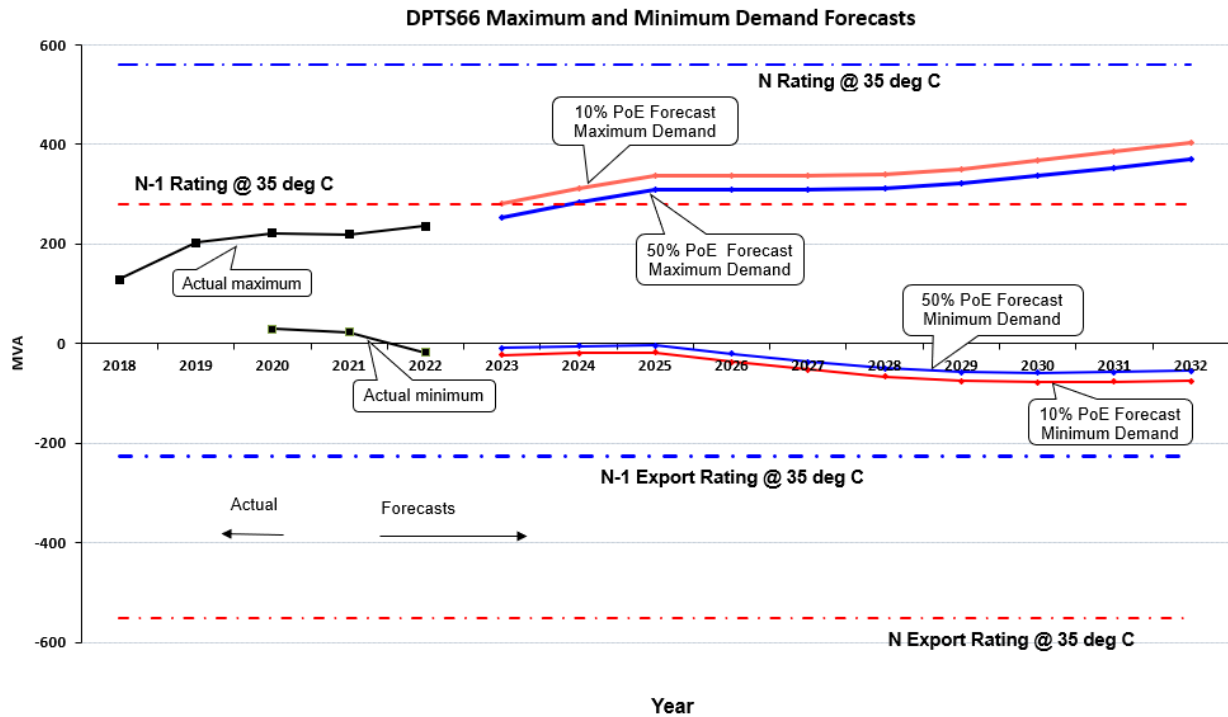 DPTS66 Maximum and Minimum Demand Forecasts
600
N Rating @ 35 deg C
10% PoE Forecast
Maximum Demand
400
N-1 Rating @ 35 deg C
200
50% PoE  Forecast
Maximum Demand
Actual maximum
50% PoE Forecast
Minimum Demand
0
MVA
2018 2019 2020 2021 2022 2023 2024 2025 2026 2027 2028 2029 2030 2031 2032
Actual minimum
10% PoE Forecast
Minimum Demand
-200
N-1 Export Rating @ 35 deg C
Actual
Forecasts
-400
-600
N Export Rating @ 35 deg C
Year